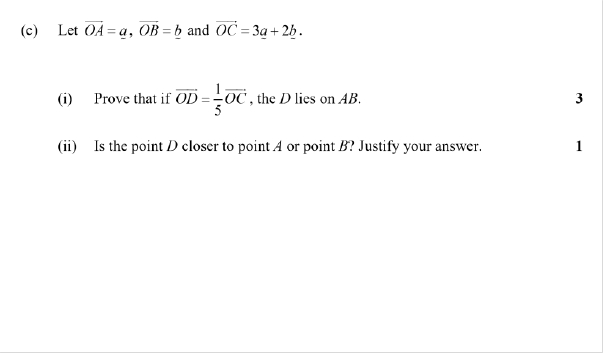 (c) Let $\overrightarrow{OA} = \underset{\sim}{a}$, $\overrightarrow{OB} = \underset{\sim}{b}$ and $\overrightarrow{OC} = 3\underset{\sim}{a} + 2\underset{\sim}{b}$.
(i) Prove that if $\overrightarrow{OD} = \frac{1}{5}\overrightarrow{OC}$, the D lies on AB. 3
(ii) Is the point D closer to point A or point B? Justify your answer. 1